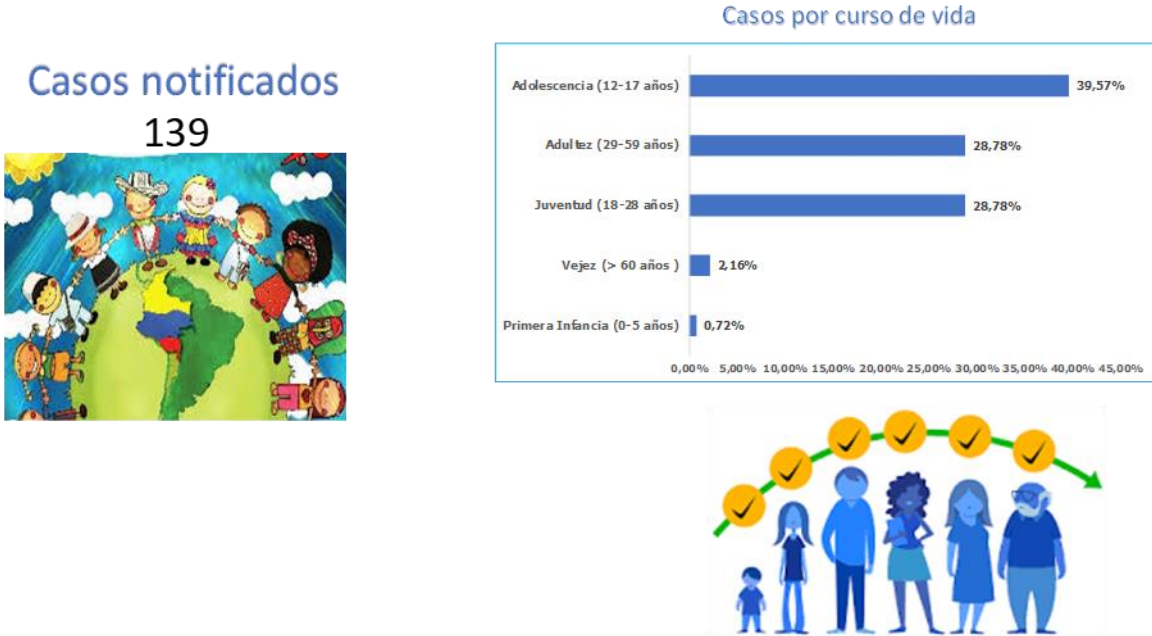 Casos por curso de vida
Casos notificados
139
Adolescencia (12-17 años)
39,57%
Adultez (29-59 años)
28,78%
Juventud (18-28 años)
28,78%
Vejez (> 60 años )
2,16%
Primera Infancia (0-5 años)
0,72%
0,00% 5,00% 10,00% 15,00% 20,00% 25,00% 30,00% 35,00% 40,00% 45,00%